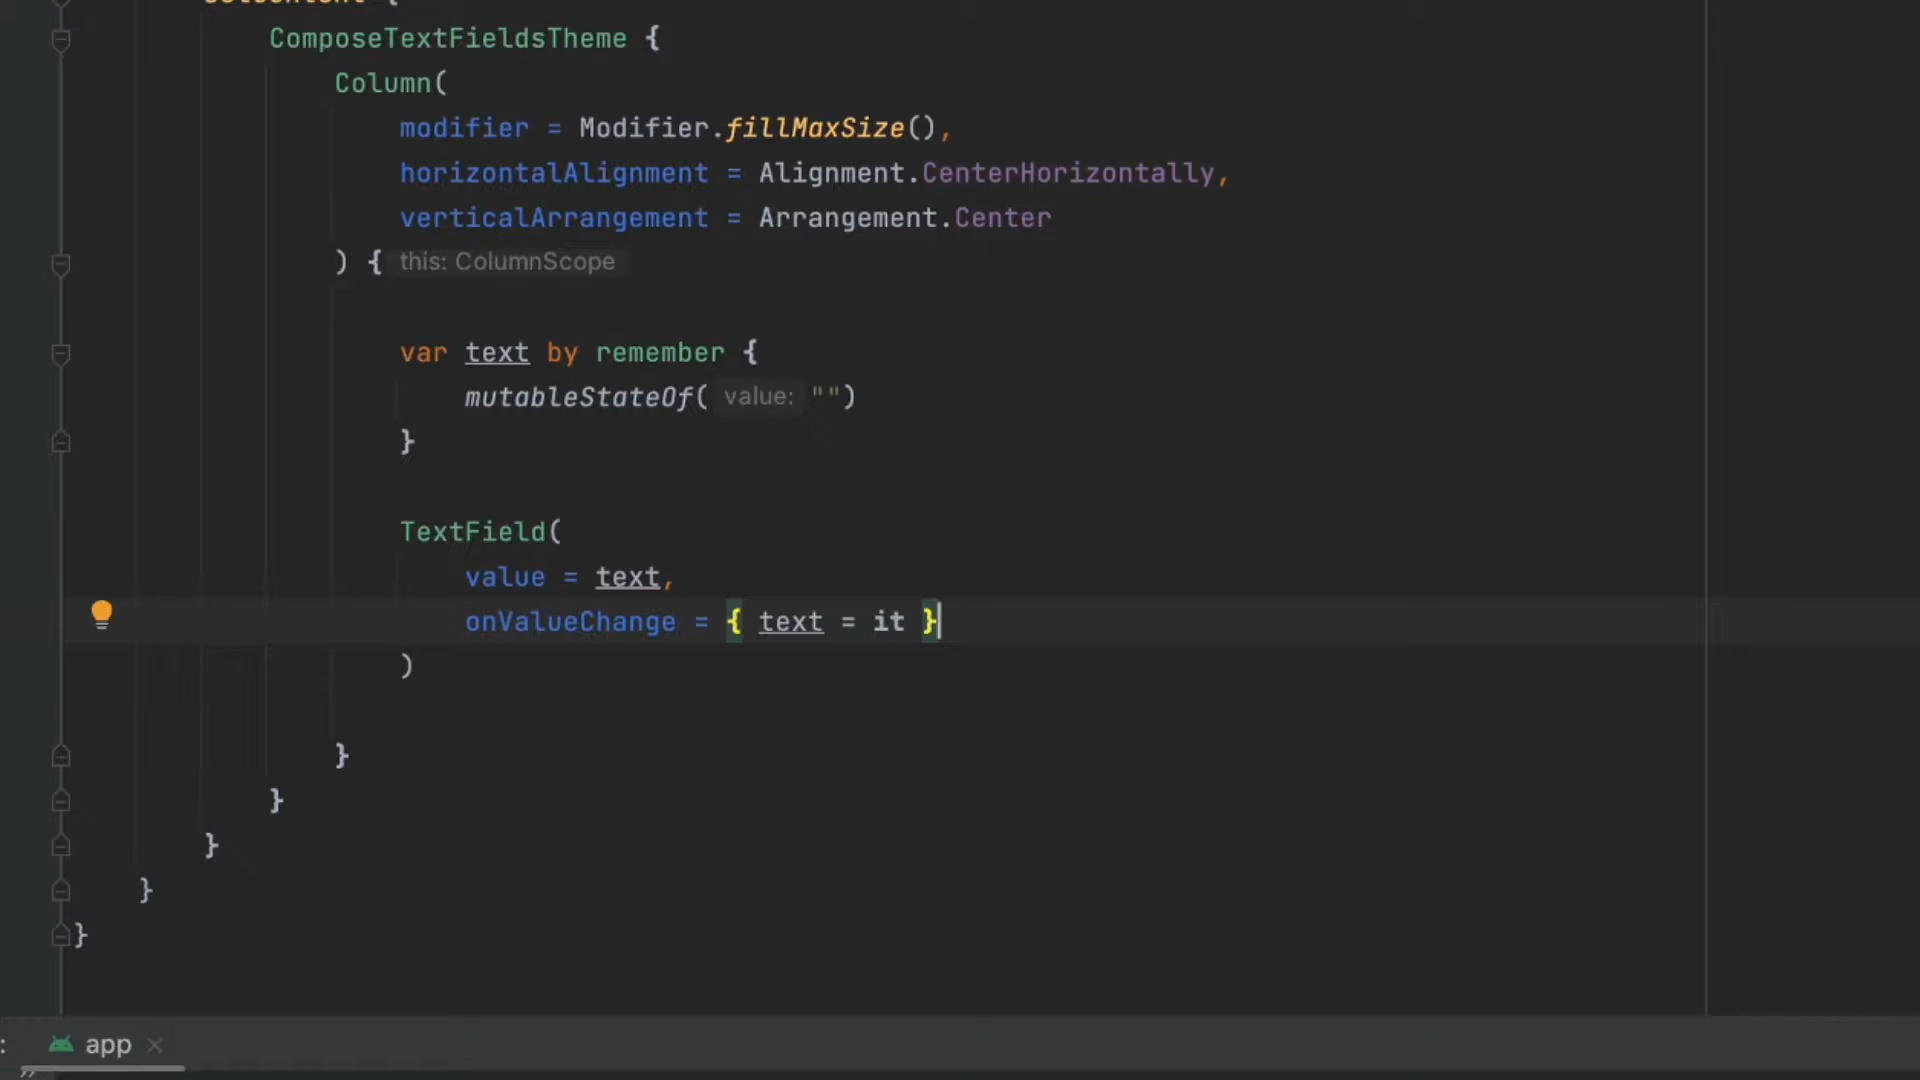 ComposeTextFieldsTheme {
Column(
modifier = Modifier.fillMaxSize(),
horizontalAlignment = Alignment.CenterHorizontally,
verticalArrangement = Arrangement.Center
) { this: ColumnScope
var text by remember {
mutableStateOf( value: "")
}
TextField(
value = text,
onValueChange = { text = it }
)
}
}
}
}
}
: app ×